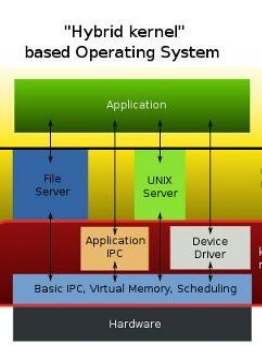 "Hybrid kernel"
based Operating System
Application
File
Server
UNIX
Server
Application
IPC
Device
Driver
Basic IPC, Virtual Memory, Scheduling
Hardware